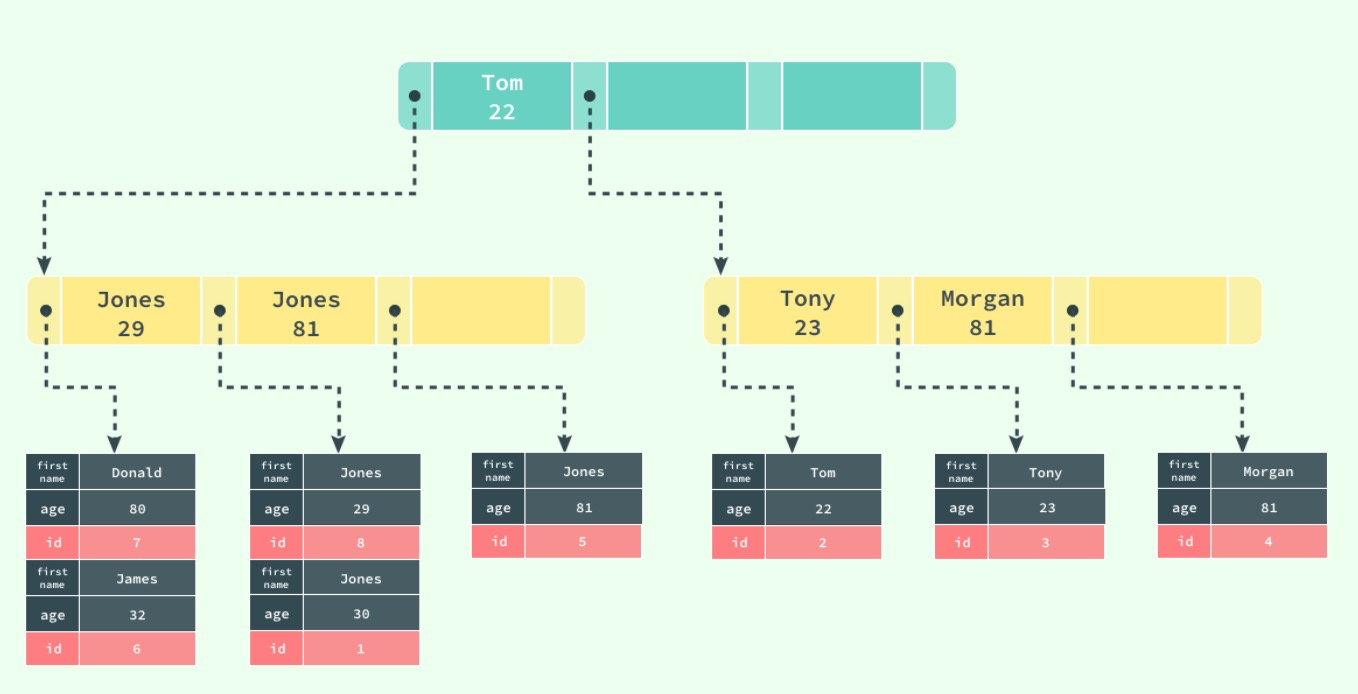 Tom
22
Jones
29
Jones
81
Tony
23
Morgan
81
first
name
Donald
age
80
id
7
first
name
James
age
32
id
6
first
name
Jones
age
29
id
8
first
name
Jones
age
30
id
1
first
name
Jones
age
81
id
5
first
name
Tom
age
22
id
2
first
name
Tony
age
23
id
3
first
name
Morgan
age
81
id
4